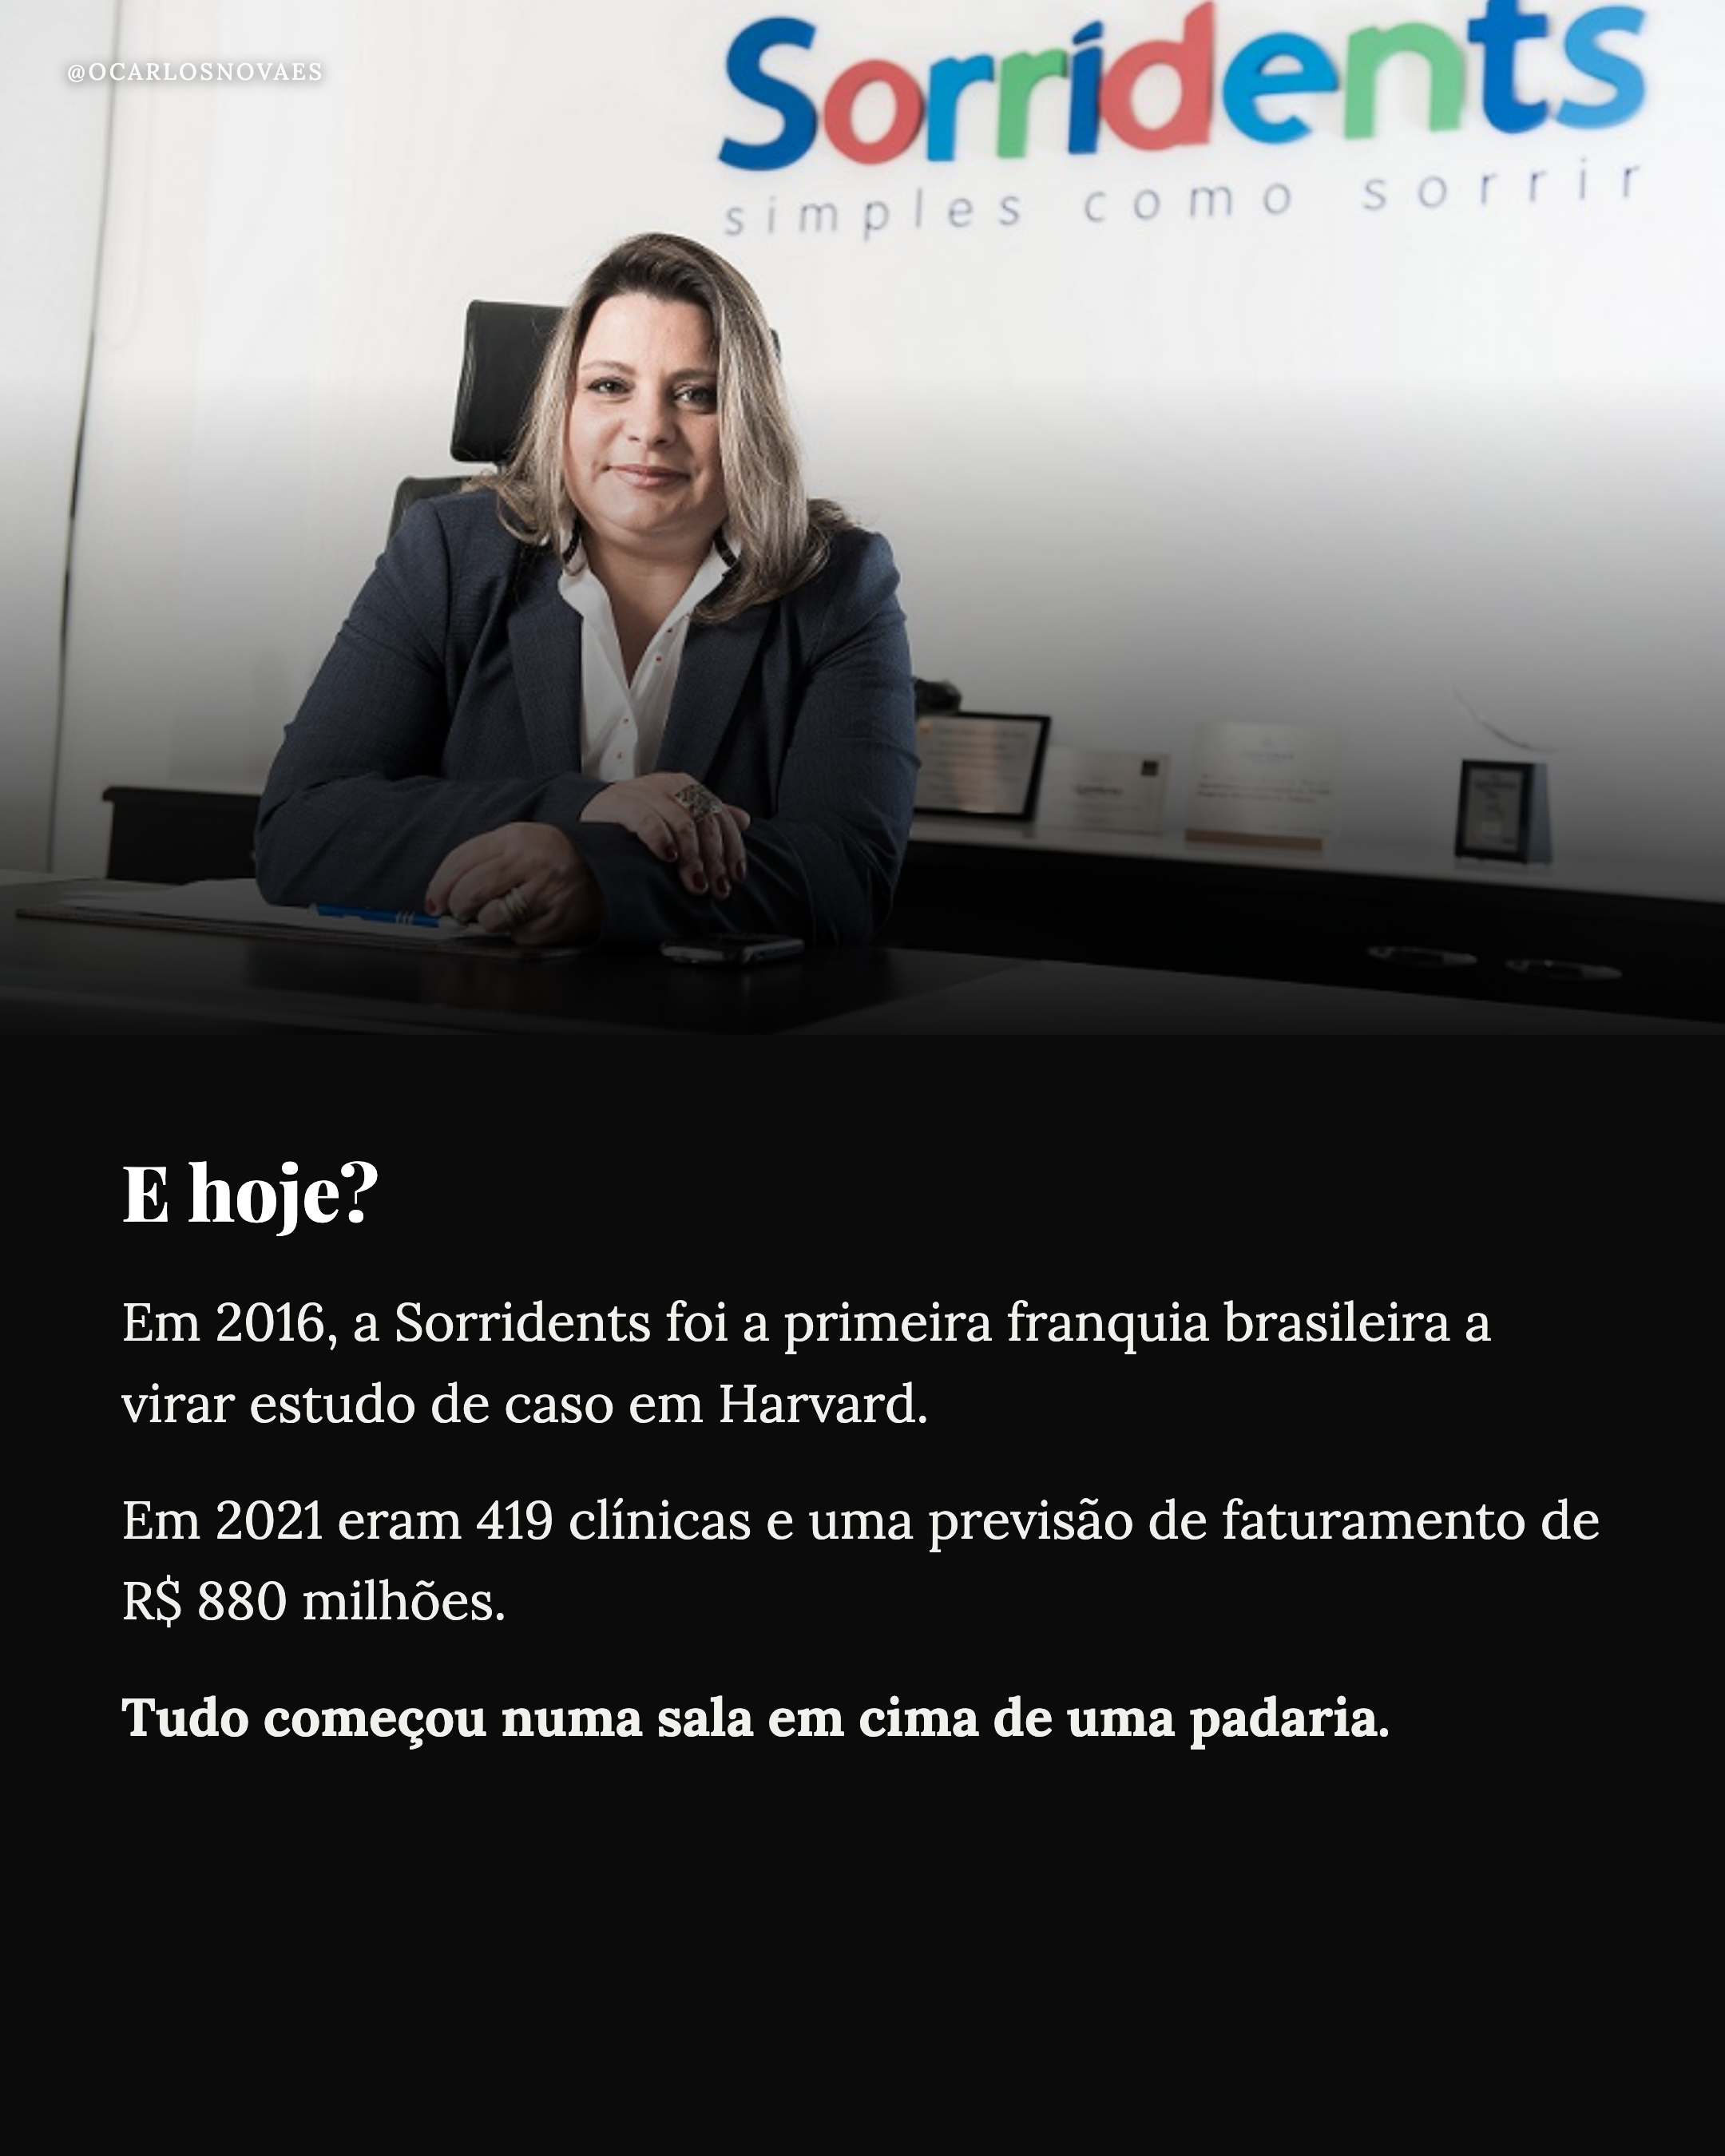 @OCARLOSNOVAES
Sorridents
simples como sorrir
E hoje?
Em 2016, a Sorridents foi a primeira franquia brasileira a
virar estudo de caso em Harvard.
Em 2021 eram 419 clínicas e uma previsão de faturamento de
R$ 880 milhões.
Tudo começou numa sala em cima de uma padaria.